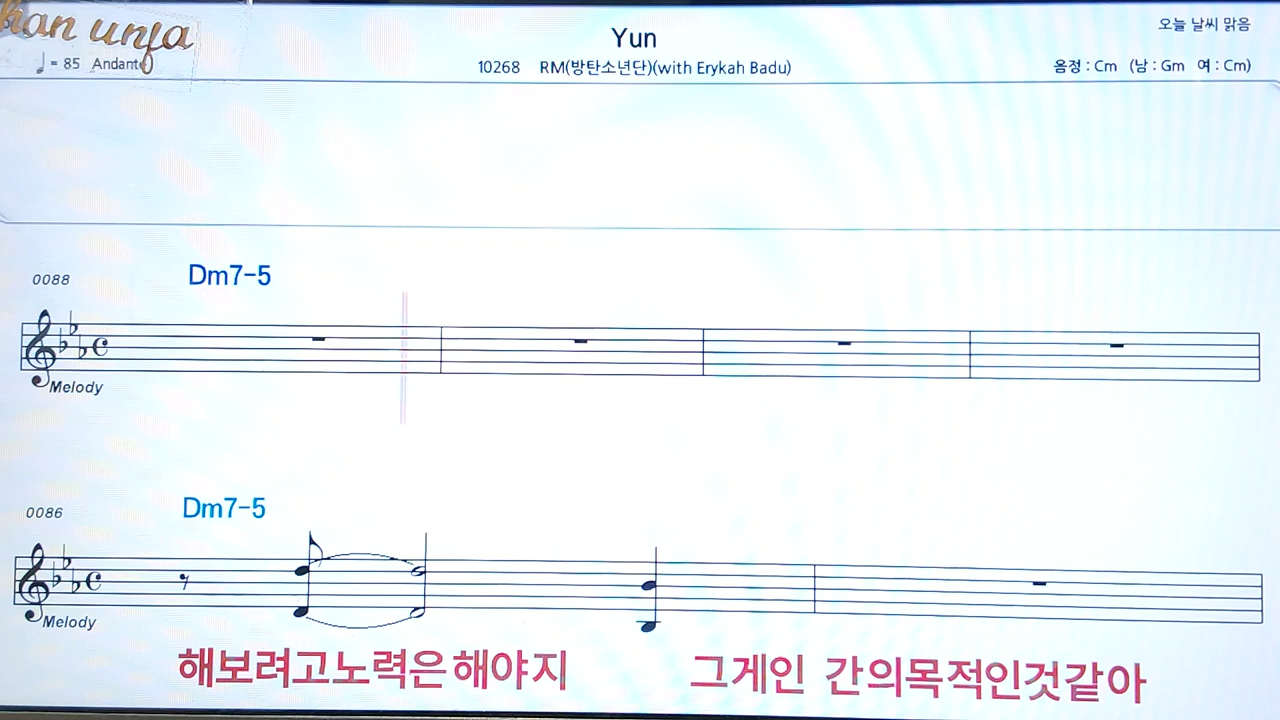 han unfa
♩ = 85 Andante
Yun
오늘 날씨 맑음
10268 RM(방탄소년단)(with Erykah Badu)
음정 : Cm (남 : Gm 여 : Cm)
0088
Dm7-5
Melody
0086
Dm7-5
Melody
해보려고노력은해야지 그게인 간의목적인것같아